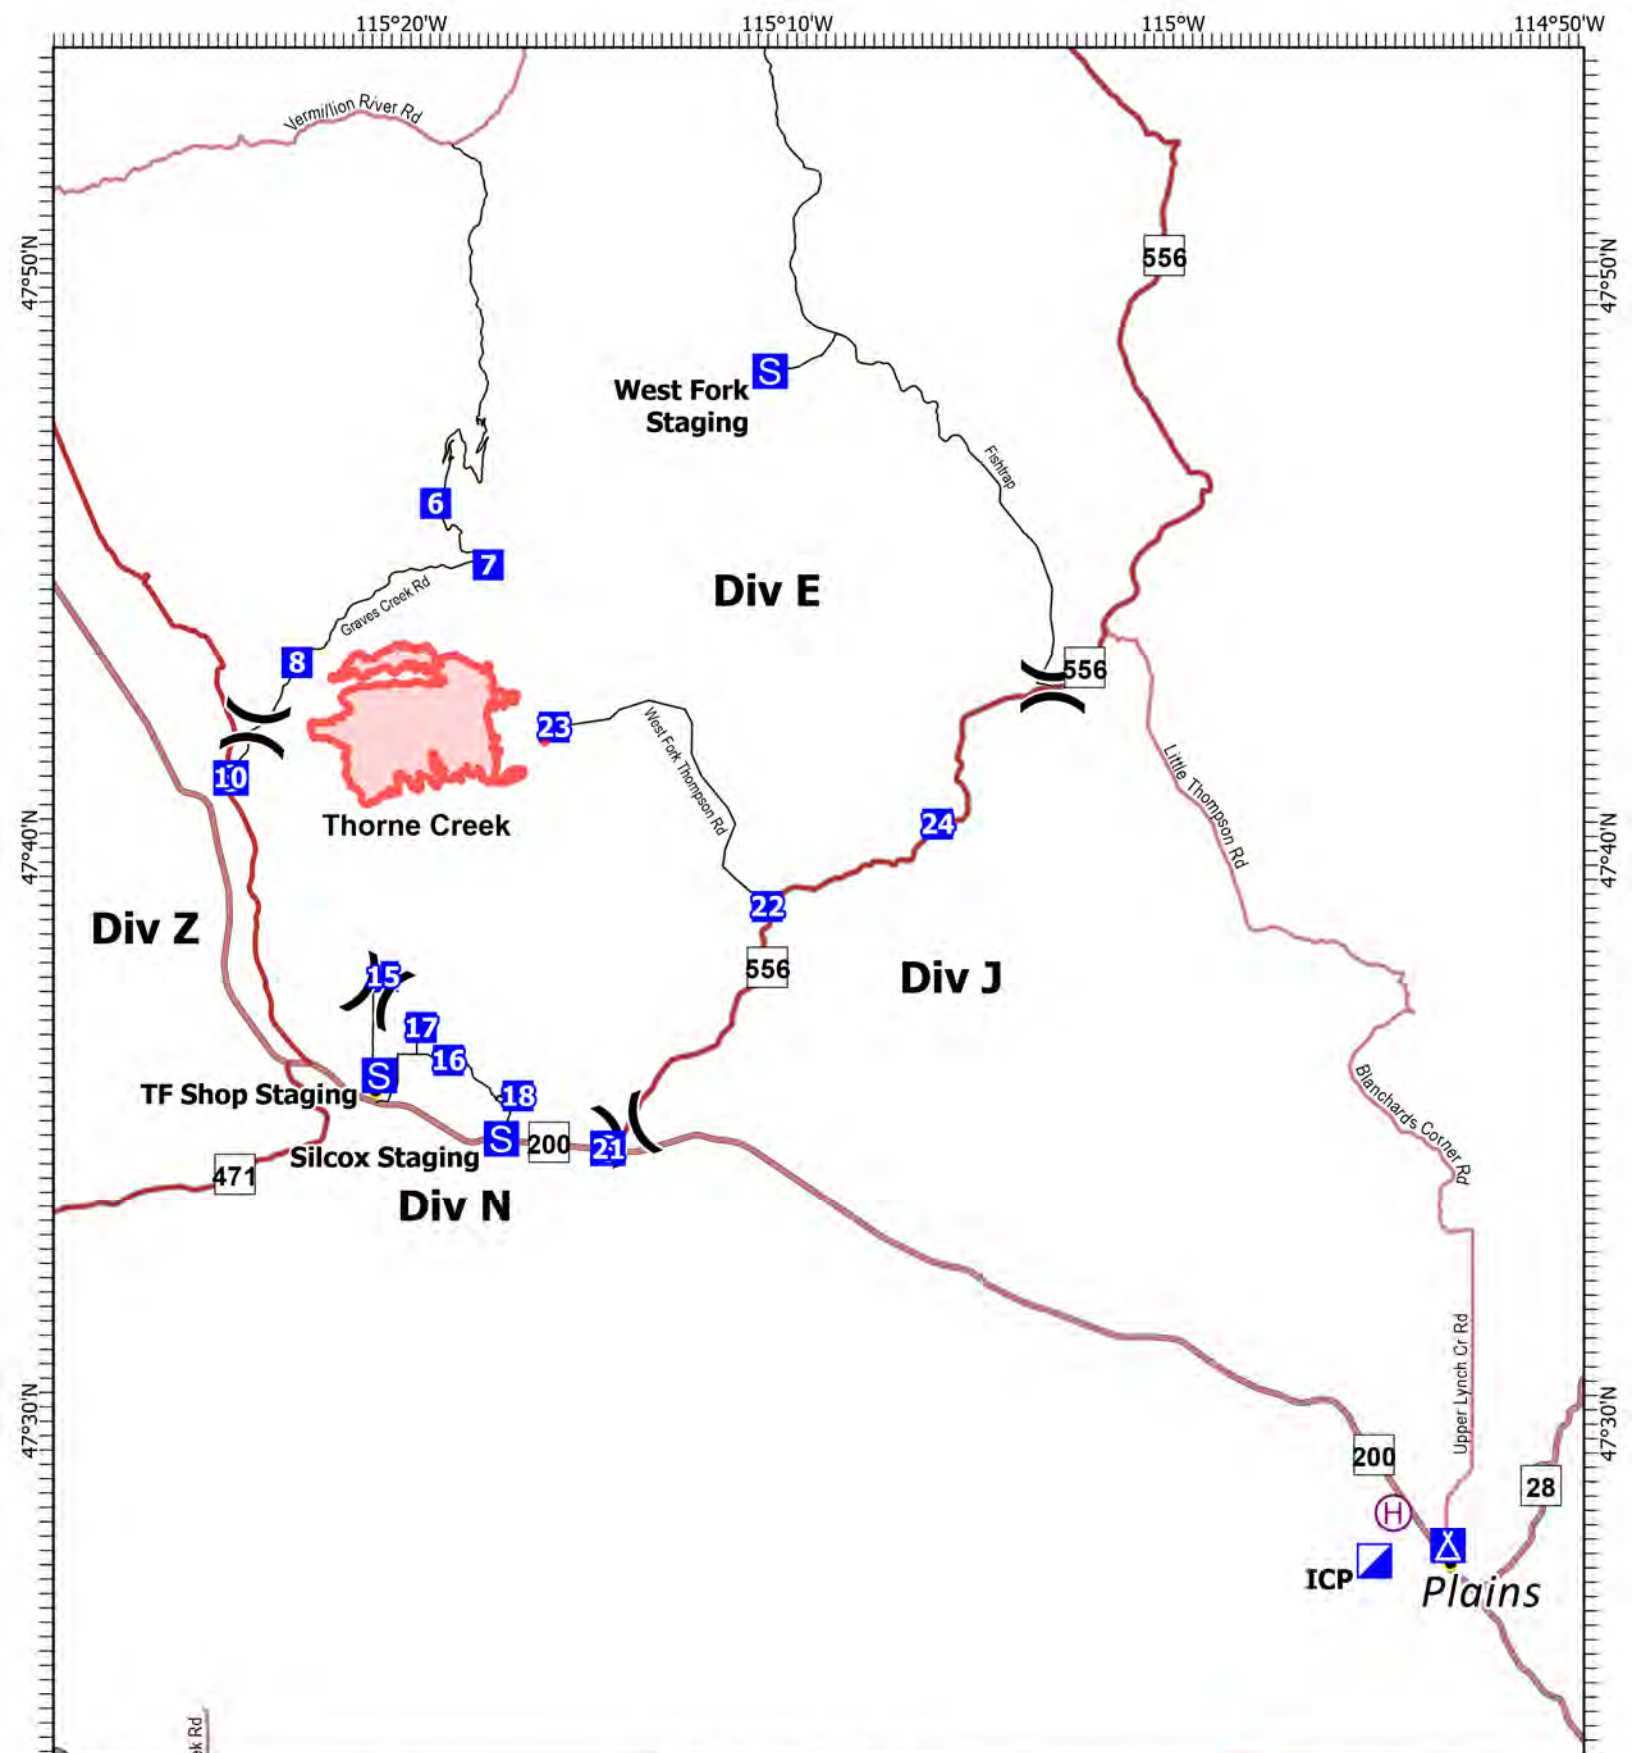 115°20'W
115°10'W
115°W
114°50'W
Vermillion River Rd
47°50'N
47°50'N
556
S
West Fork
Staging
Fishtrap
6
7
Div E
Graves Creek Rd
8
556
23
West Fork Thompson Rd
10
Little Thompson Rd
Thorne Creek
24
47°40'N
47°40'N
22
Div Z
556
15
Div J
17
16
S
TF Shop Staging
18
S
200
21
Silcox Staging
471
Div N
Blanchards Corner Rd
Upper Lynch Cr Rd
47°30'N
47°30'N
200
28
H
ICP
Plains
ek Rd